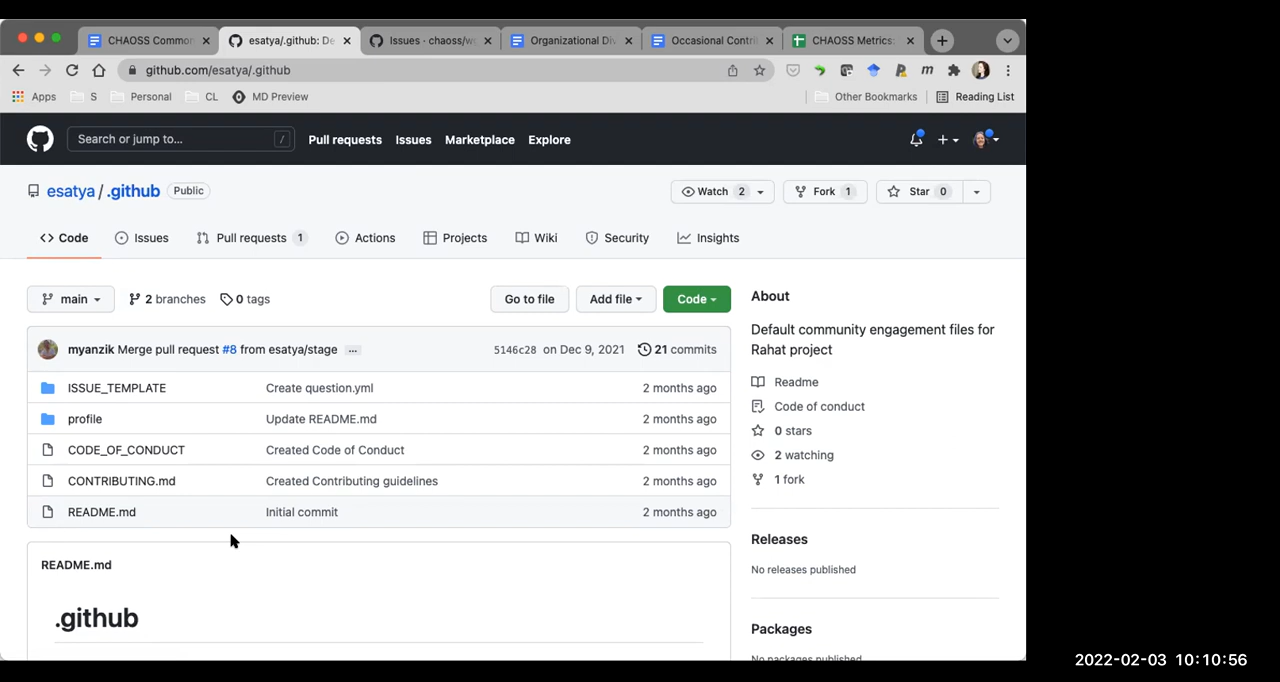 CHAOSS Common
esatya/.github: De
Issues · chaoss/w
Organizational Di
Occasional Contri
CHAOSS Metrics:
github.com/esatya/.github
Apps S Personal CL MD Preview Other Bookmarks Reading List
Search or jump to... / Pull requests Issues Marketplace Explore
esatya / .github Public Watch 2 Fork 1 Star 0
Code Issues Pull requests 1 Actions Projects Wiki Security Insights
main 2 branches 0 tags Go to file Add file Code
myanzik Merge pull request #8 from esatya/stage ... 5146c28 on Dec 9, 2021 21 commits
ISSUE_TEMPLATE Create question.yml 2 months ago
profile Update README.md 2 months ago
CODE_OF_CONDUCT Created Code of Conduct 2 months ago
CONTRIBUTING.md Created Contributing guidelines 2 months ago
README.md Initial commit 2 months ago
README.md
.github
About
Default community engagement files for
Rahat project
Readme
Code of conduct
0 stars
2 watching
1 fork
Releases
No releases published
Packages
No packages published
2022-02-03 10:10:56